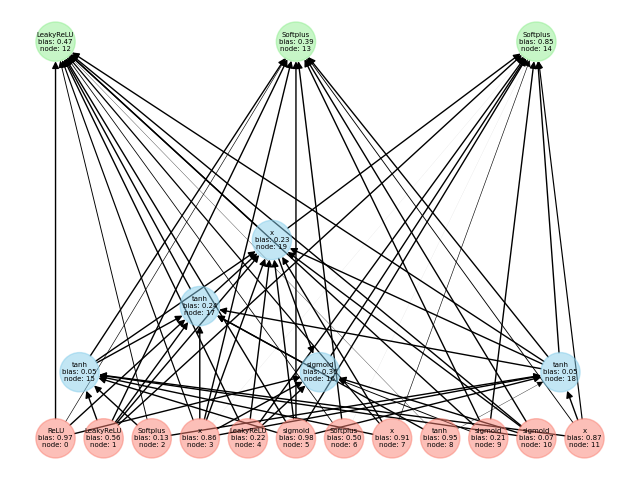 LeakyReLU
bias: 0.47
node: 12
Softplus
bias: 0.39
node: 13
Softplus
bias: 0.85
node: 14
x
bias: 0.23
node: 19
tanh
bias: 0.24
node: 17
tanh
bias: 0.05
node: 15
sigmoid
node: 16
tanh
bias: 0.05
node: 18
ReLU
bias: 0.97
node: 0
LeakyReLU
bias: 0.56
node: 1
Softplus
bias: 0.13
node: 2
x
bias: 0.86
node: 3
LeakyReLU
bias: 0.22
node: 4
sigmoid
bias: 0.98
node: 5
Softplus
bias: 0.50
node: 6
x
bias: 0.91
node: 7
tanh
bias: 0.95
node: 8
sigmoid
bias: 0.21
node: 9
sigmoid
bias: 0.07
node: 10
x
bias: 0.87
node: 11